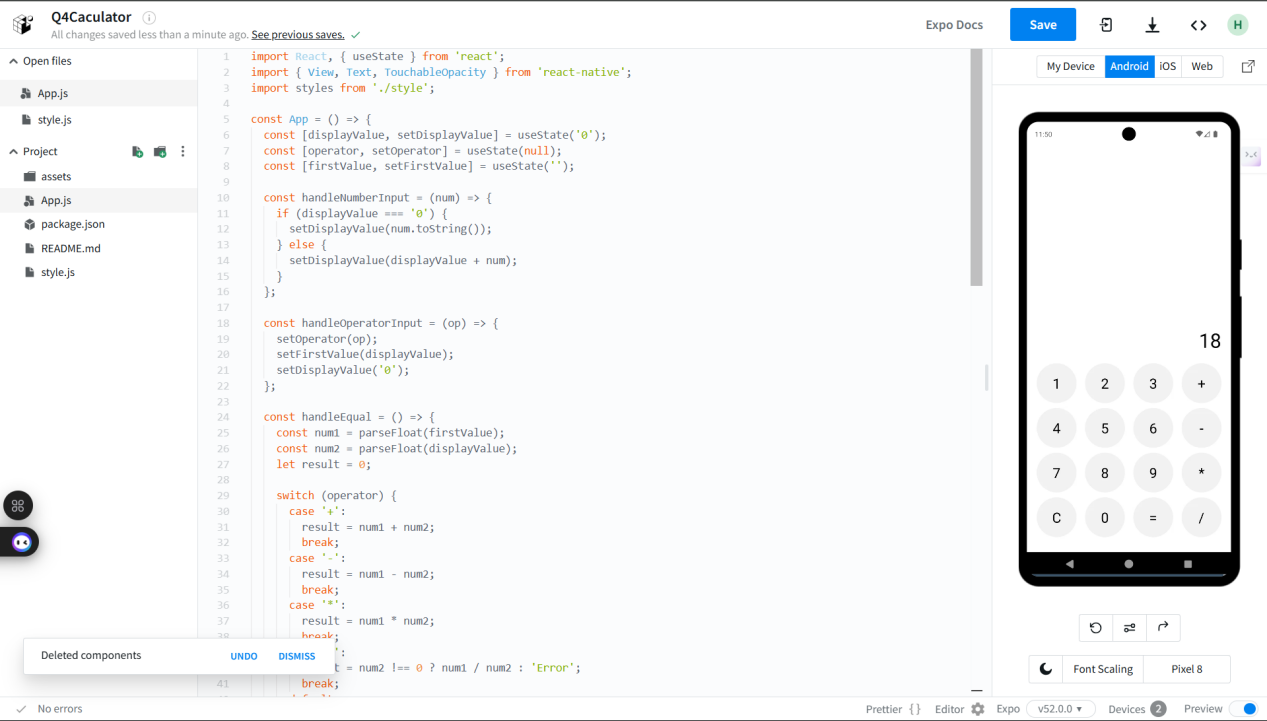 Q4Caculator
All changes saved less than a minute ago. See previous saves.
Expo Docs
Save
H
Open files
App.js
style.js
Project
assets
App.js
package.json
README.md
style.js
1 import React, { useState } from 'react';
2 import { View, Text, TouchableOpacity } from 'react-native';
3 import styles from './style';
4
5 const App = () => {
6 const [displayValue, setDisplayValue] = useState('0');
7 const [operator, setOperator] = useState(null);
8 const [firstValue, setFirstValue] = useState('');
9
10 const handleNumberInput = (num) => {
11 if (displayValue === '0') {
12 setDisplayValue(num.toString());
13 } else {
14 setDisplayValue(displayValue + num);
15 }
16 };
17
18 const handleOperatorInput = (op) => {
19 setOperator(op);
20 setFirstValue(displayValue);
21 setDisplayValue('0');
22 };
23
24 const handleEqual = () => {
25 const num1 = parseFloat(firstValue);
26 const num2 = parseFloat(displayValue);
27 let result = 0;
28
29 switch (operator) {
30 case '+':
31 result = num1 + num2;
32 break;
33 case '-':
34 result = num1 - num2;
35 break;
36 case '*':
37 result = num1 * num2;
38 break;
':
t = num2 !== 0 ? num1 / num2 : 'Error';
41 break;
Deleted components
UNDO DISMISS
My Device Android iOS Web
11:50
18
1 2 3 +
4 5 6 -
7 8 9 *
C 0 = /
Font Scaling Pixel 8
No errors
Prettier {} Editor Expo v52.0.0 Devices 2 Preview